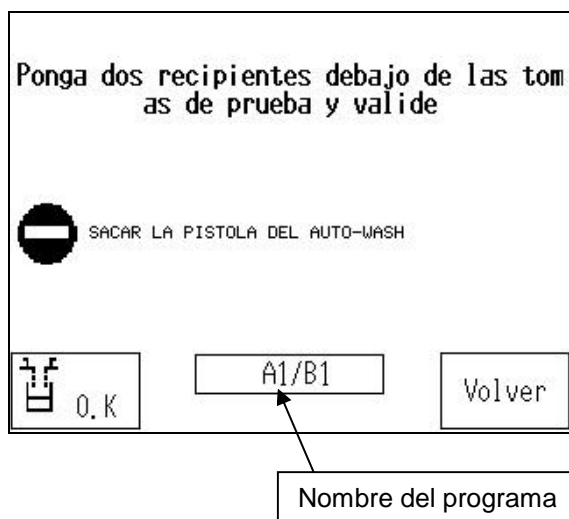 Ponga dos recipientes debajo de las tom
as de prueba y valide
SACAR LA PISTOLA DEL AUTO-WASH
O.K
A1/B1
Volver
Nombre del programa